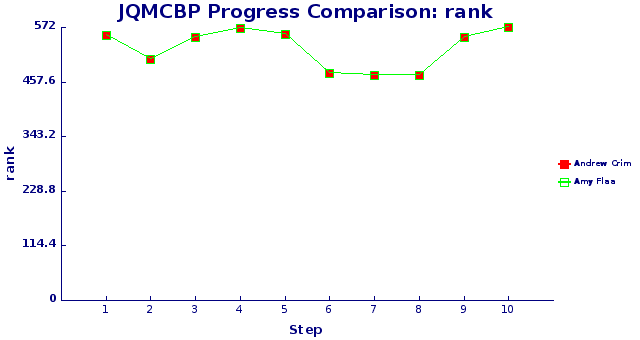 JQMCBP Progress Comparison: rank
572
457.6
343.2
228.8
114.4
0
rank
1 2 3 4 5 6 7 8 9 10
Step
Andrew Crim
Amy Flaa